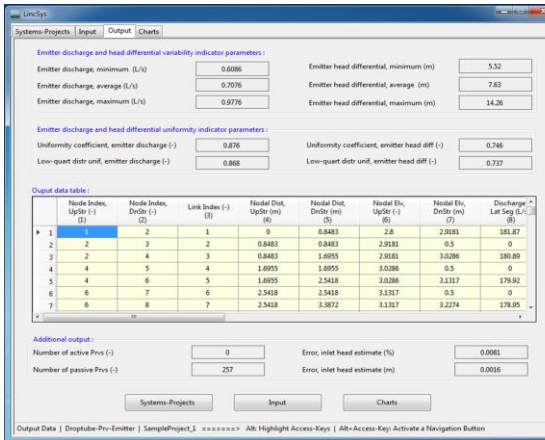 LincSys
Systems-Projects Input Output Charts
Emitter discharge and head differential variability indicator parameters :
Emitter discharge, minimum (L/s) 0.6086 Emitter head differential, minimum (m) 5.52
Emitter discharge, average (L/s) 0.7076 Emitter head differential, average (m) 7.63
Emitter discharge, maximum (L/s) 0.9776 Emitter head differential, maximum (m) 14.26
Emitter discharge and head differential uniformity indicator parameters :
Uniformity coefficient, emitter discharge (-) 0.876 Uniformity coefficient, emitter head diff (-) 0.746
Low-quart distr unif, emitter discharge (-) 0.868 Low-quart distr unif, emitter head diff (-) 0.737
Ouput data table :
Node Index, Node Index, Link Index (-) Nodal Dist, Nodal Dist, Nodal Elv, Nodal Elv, Discharge
UpStr (-) DnStr (-) (3) UpStr (m) DnStr (m) UpStr (-) DnStr (m) Lat Seg (L/s
(1) (2) (4) (5) (6) (7) (8)
1 1 2 1 0 0.8483 2.8 2.9181 181.87
2 2 3 2 0.8483 0.8483 2.9181 0.5 0
3 2 4 3 0.8483 1.6955 2.9181 3.0286 180.89
4 4 5 4 1.6955 1.6955 3.0286 0.5 0
5 4 6 5 1.6955 2.5418 3.0286 3.1317 179.92
6 6 7 6 2.5418 2.5418 3.1317 0.5 0
7 6 8 7 2.5418 3.3872 3.1317 3.2274 178.95
Additional output :
Number of active Prvs (-) 0 Error, inlet head estimate (%) 0.0081
Number of passive Prvs (-) 257 Error, inlet head estimate (m) 0.0016
Systems-Projects Input Charts
Output Data | Droptube-Prv-Emitter | SampleProject_1 =======> Alt: Highlight Access-Keys | Alt+Access-Key: Activate a Navigation Button